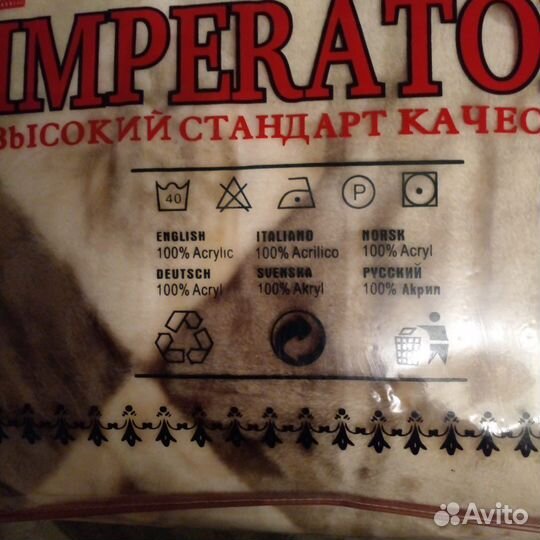 IMPERATO
ВЫСОКИЙ СТАНДАРТ КАЧЕС
40 P
ENGLISH ITALIANO NORSK
100% Acrylic 100% Acrilico 100% Acryl
DEUTSCH SVENSKA РУССКИЙ
100% Acryl 100% Akryl 100% Акрил
Avito